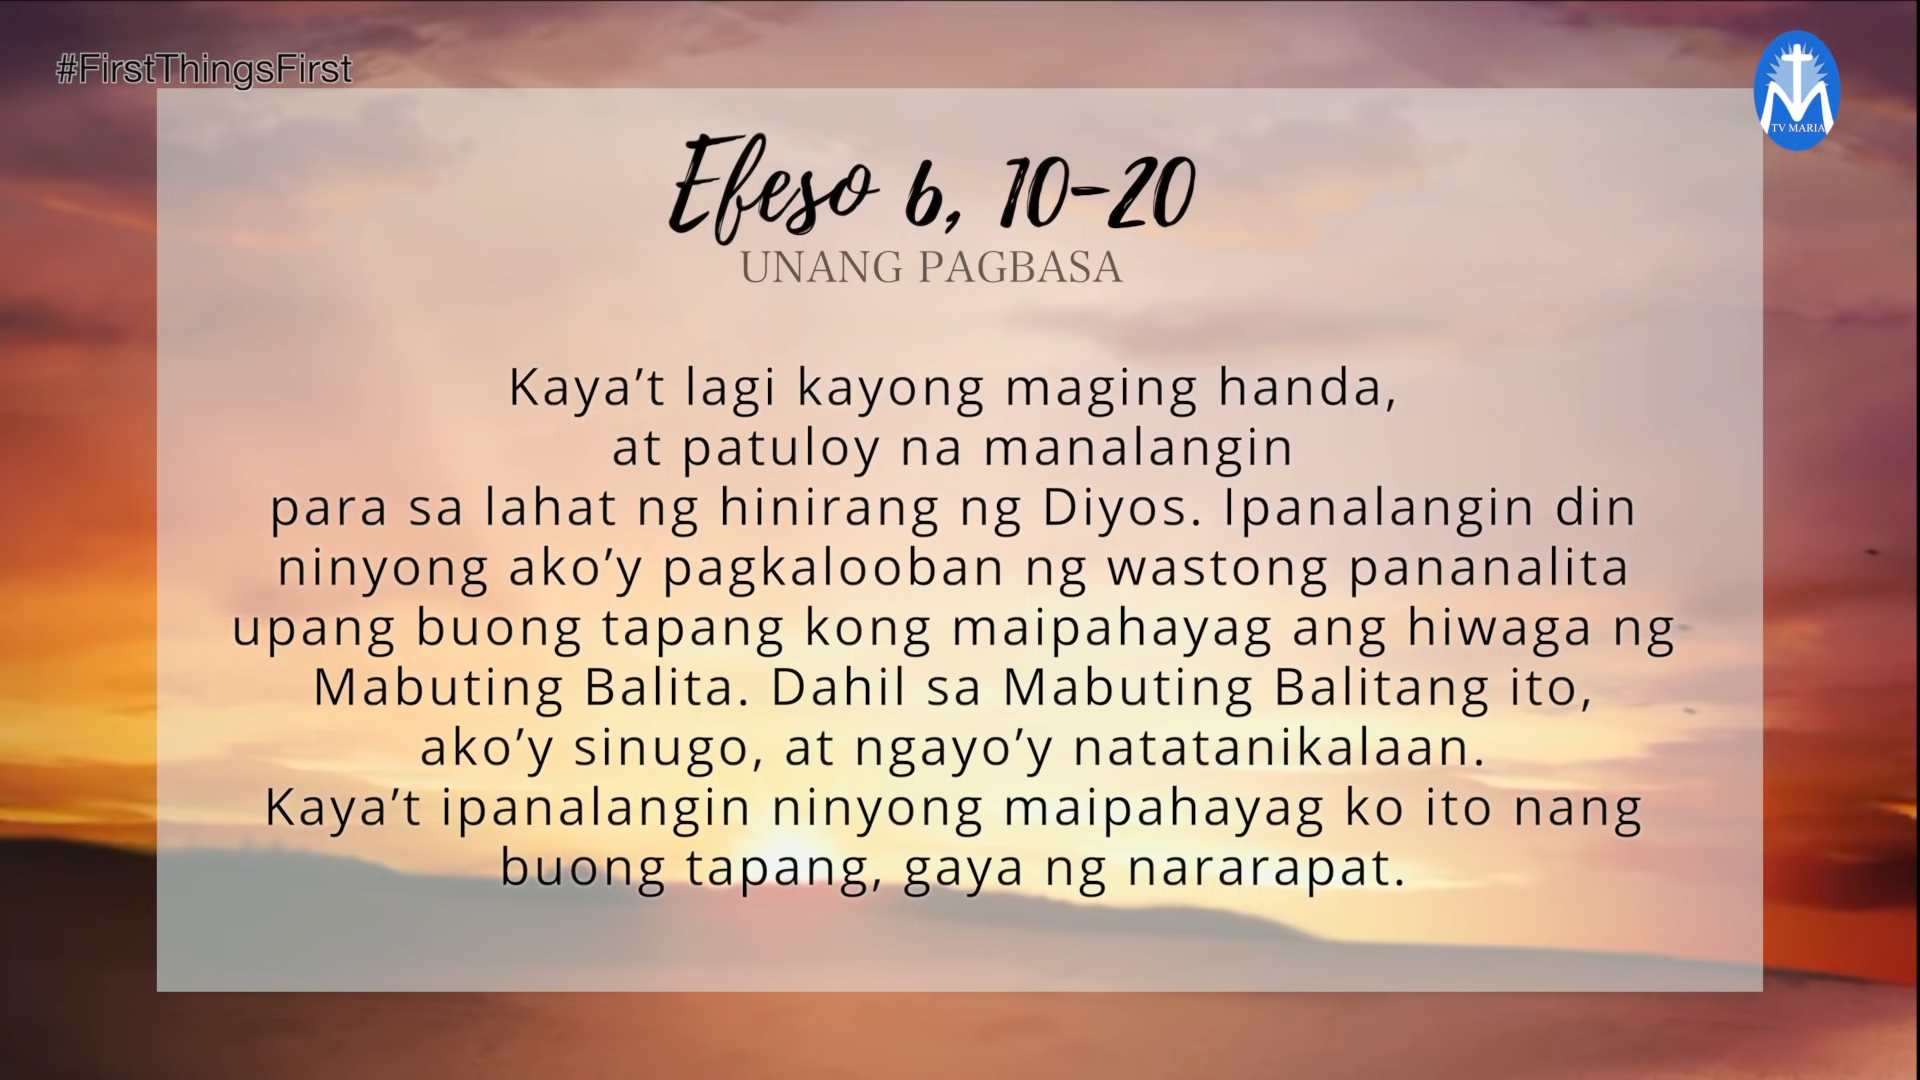 #FirstThingsFirst
TV MARIA
Efeso 6, 10-20
UNANG PAGBASA
Kaya’t lagi kayong maging handa,
at patuloy na manalangin
para sa lahat ng hinirang ng Diyos. Ipanalangin din
ninyong ako’y pagkalooban ng wastong pananalita
upang buong tapang kong maipahayag ang hiwaga ng
Mabuting Balita. Dahil sa Mabuting Balitang ito,
ako’y sinugo, at ngayo’y natatanikalaan.
Kaya’t ipanalangin ninyong maipahayag ko ito nang
buong tapang, gaya ng nararapat.